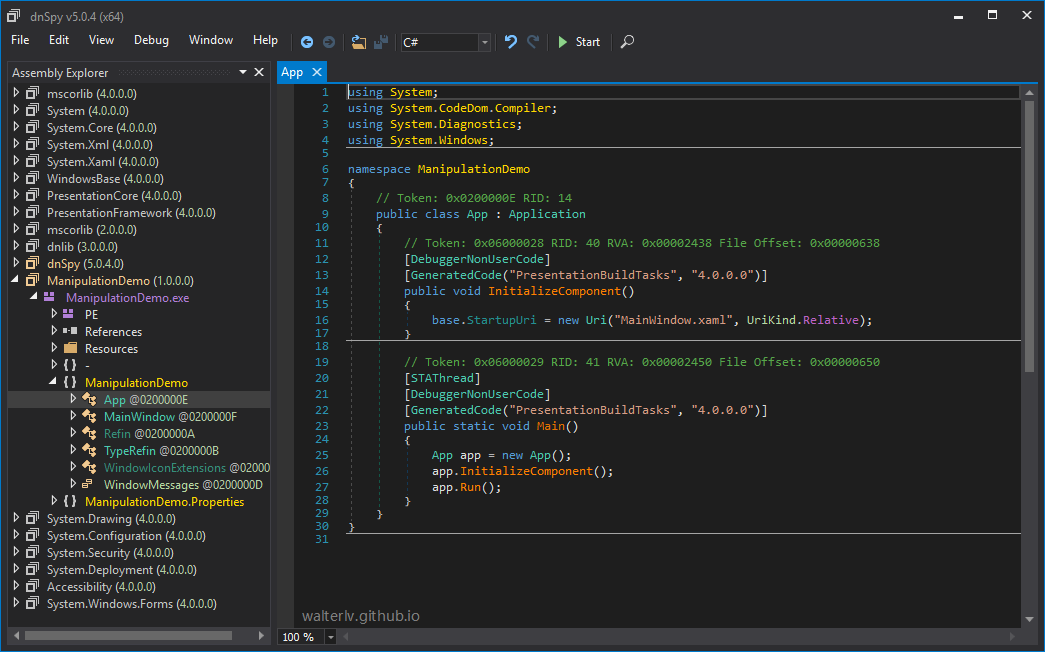 dnSpy v5.0.4 (x64)
File Edit View Debug Window Help C# Start
Assembly Explorer
mscorlib (4.0.0.0)
System (4.0.0.0)
System.Core (4.0.0.0)
System.Xml (4.0.0.0)
System.Xaml (4.0.0.0)
WindowsBase (4.0.0.0)
PresentationCore (4.0.0.0)
PresentationFramework (4.0.0.0)
mscorlib (2.0.0.0)
dnlib (3.0.0.0)
dnSpy (5.0.4.0)
ManipulationDemo (1.0.0.0)
ManipulationDemo.exe
PE
References
Resources
{ } -
{ } ManipulationDemo
App @0200000E
MainWindow @0200000F
Refin @0200000A
TypeRefin @0200000B
WindowIconExtensions @02000
WindowMessages @0200000D
{ } ManipulationDemo.Properties
System.Drawing (4.0.0.0)
System.Configuration (4.0.0.0)
System.Security (4.0.0.0)
System.Deployment (4.0.0.0)
Accessibility (4.0.0.0)
System.Windows.Forms (4.0.0.0)
App
1 using System;
2 using System.CodeDom.Compiler;
3 using System.Diagnostics;
4 using System.Windows;
5
6 namespace ManipulationDemo
7 {
8 // Token: 0x0200000E RID: 14
9 public class App : Application
10 {
11 // Token: 0x06000028 RID: 40 RVA: 0x00002438 File Offset: 0x00000638
12 [DebuggerNonUserCode]
13 [GeneratedCode("PresentationBuildTasks", "4.0.0.0")]
14 public void InitializeComponent()
15 {
16 base.StartupUri = new Uri("MainWindow.xaml", UriKind.Relative);
17 }
18
19 // Token: 0x06000029 RID: 41 RVA: 0x00002450 File Offset: 0x00000650
20 [STAThread]
21 [DebuggerNonUserCode]
22 [GeneratedCode("PresentationBuildTasks", "4.0.0.0")]
23 public static void Main()
24 {
25 App app = new App();
26 app.InitializeComponent();
27 app.Run();
28 }
29 }
30 }
31
walterlv.github.io
100 %